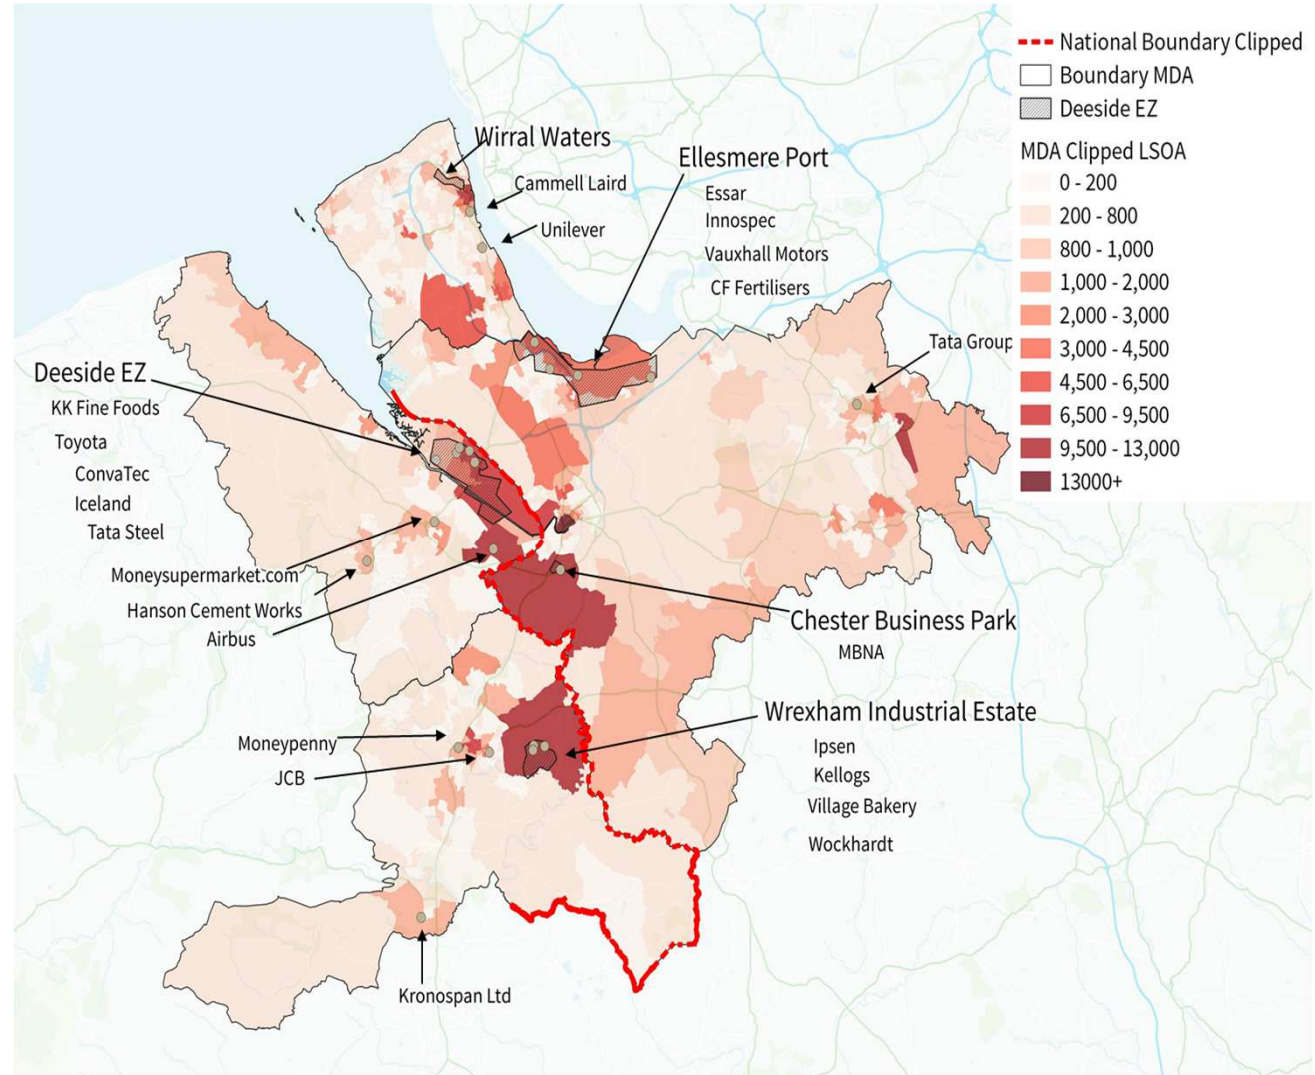 National Boundary Clipped
Boundary MDA
Deeside EZ
MDA Clipped LSOA
0 - 200
200 - 800
800 - 1,000
1,000 - 2,000
2,000 - 3,000
3,000 - 4,500
4,500 - 6,500
6,500 - 9,500
9,500 - 13,000
13000+
Wirral Waters
Cammell Laird
Unilever
Ellesmere Port
Essar
Innospec
Vauxhall Motors
CF Fertilisers
Tata Group
Deeside EZ
KK Fine Foods
Toyota
ConvaTec
Iceland
Tata Steel
Moneysupermarket.com
Hanson Cement Works
Airbus
Chester Business Park
MBNA
Wrexham Industrial Estate
Ipsen
Kellogs
Village Bakery
Wockhardt
Moneypenny
JCB
Kronospan Ltd